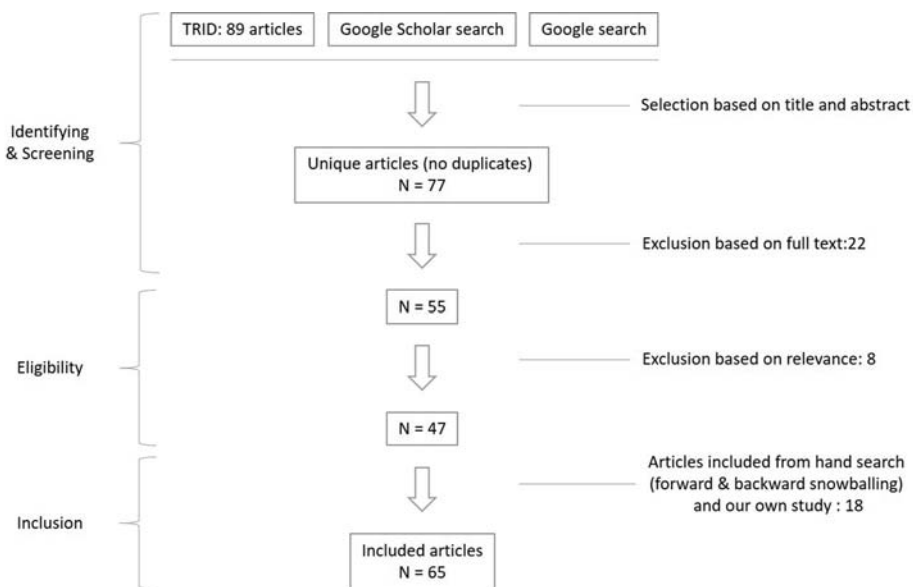 TRID: 89 articles
Google Scholar search
Google search
Selection based on title and abstract
Identifying
& Screening
Unique articles (no duplicates)
N = 77
Exclusion based on full text:22
N = 55
Eligibility
Exclusion based on relevance: 8
N = 47
Articles included from hand search
(forward & backward snowballing)
and our own study : 18
Inclusion
Included articles
N = 65